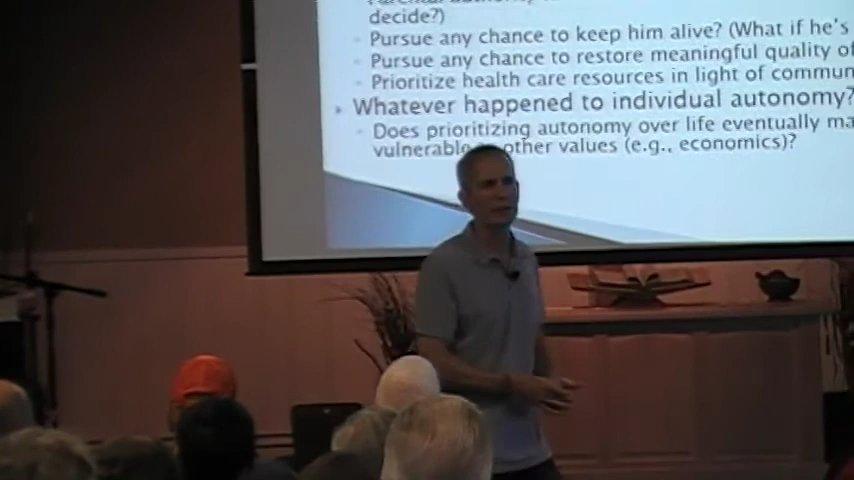 decide?)
Pursue any chance to keep him alive? (What if he's
Pursue any chance to restore meaningful quality of
Prioritize health care resources in light of commun
Whatever happened to individual autonomy?
Does prioritizing autonomy over life eventually ma
vulnerable other values (e.g., economics)?